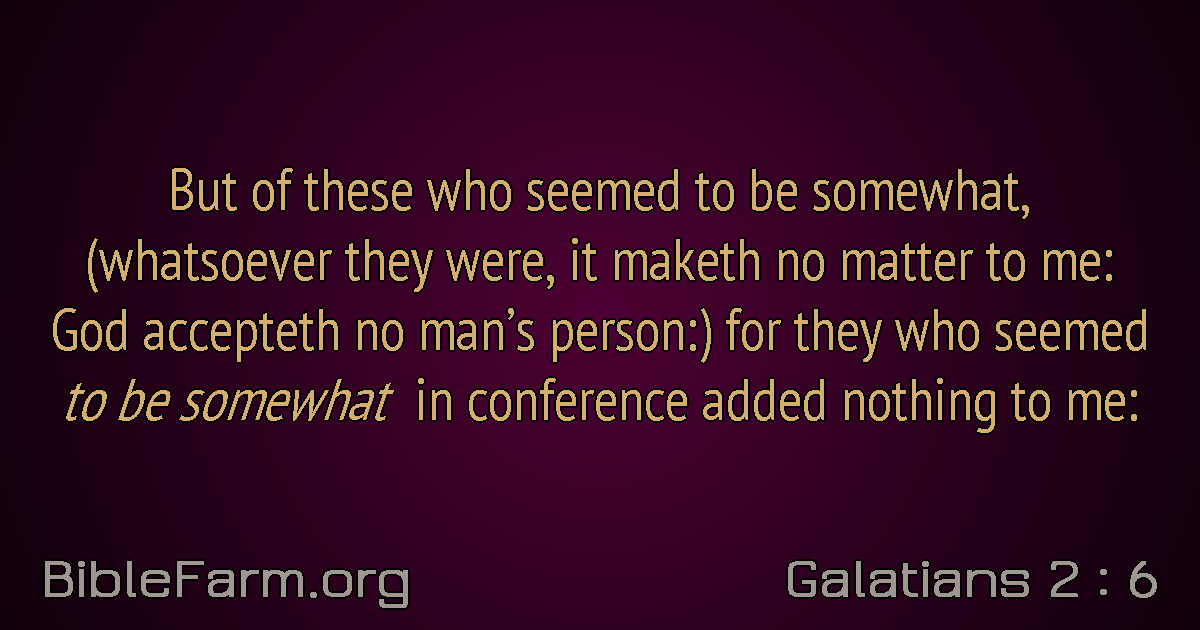 But of these who seemed to be somewhat,
(whatsoever they were, it maketh no matter to me:
God accepteth no man’s person:) for they who seemed
to be somewhat in conference added nothing to me:
BibleFarm.org
Galatians 2 : 6